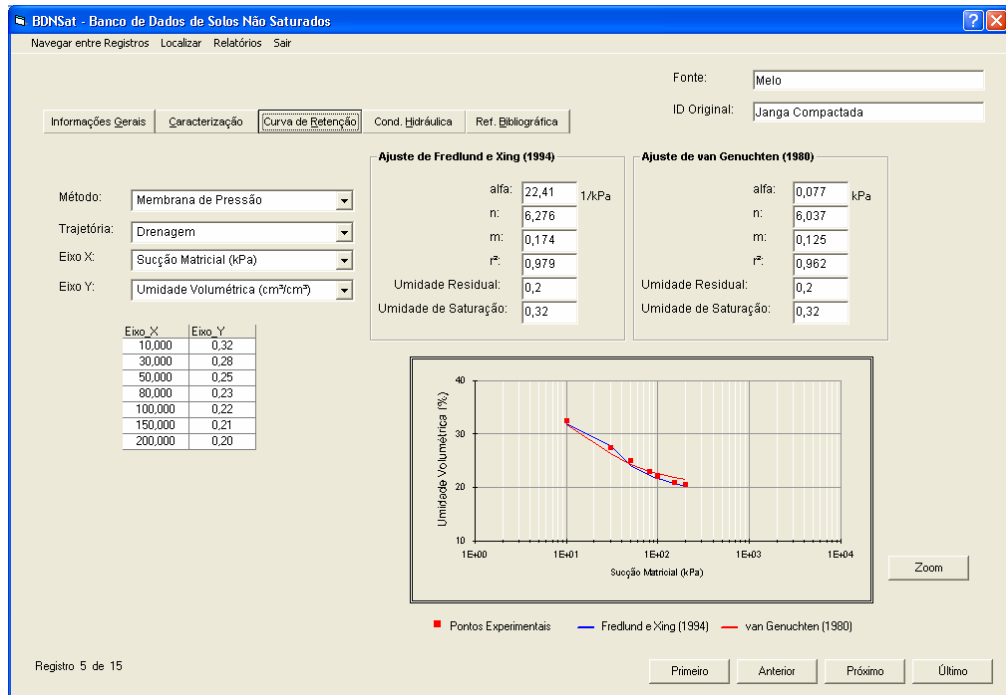 BDNSat - Banco de Dados de Solos Não Saturados
Navegar entre Registros Localizar Relatórios Sair
Fonte: Melo
ID Original: Janga Compactada
Informações Gerais Caracterização Curva de Retenção Cond. Hidráulica Ref. Bibliográfica
Método: Membrana de Pressão
Trajetória: Drenagem
Eixo X: Sucção Matricial (kPa)
Eixo Y: Umidade Volumétrica (cm³/cm³)
Ajuste de Fredlund e Xing (1994)
alfa: 22,41 1/kPa
n: 6,276
m: 0,174
r²: 0,979
Umidade Residual: 0,2
Umidade de Saturação: 0,32
Ajuste de van Genuchten (1980)
alfa: 0,077 kPa
n: 6,037
m: 0,125
r²: 0,962
Umidade Residual: 0,2
Umidade de Saturação: 0,32
Eixo_X Eixo_Y
10,000 0,32
30,000 0,28
50,000 0,25
80,000 0,23
100,000 0,22
150,000 0,21
200,000 0,20
Umidade Volumétrica (%)
40
30
20
10
1E+00 1E+01 1E+02 1E+03 1E+04
Sucção Matricial (kPa)
Zoom
Pontos Experimentais Fredlund e Xing (1994) van Genuchten (1980)
Registro 5 de 15
Primeiro Anterior Próximo Último